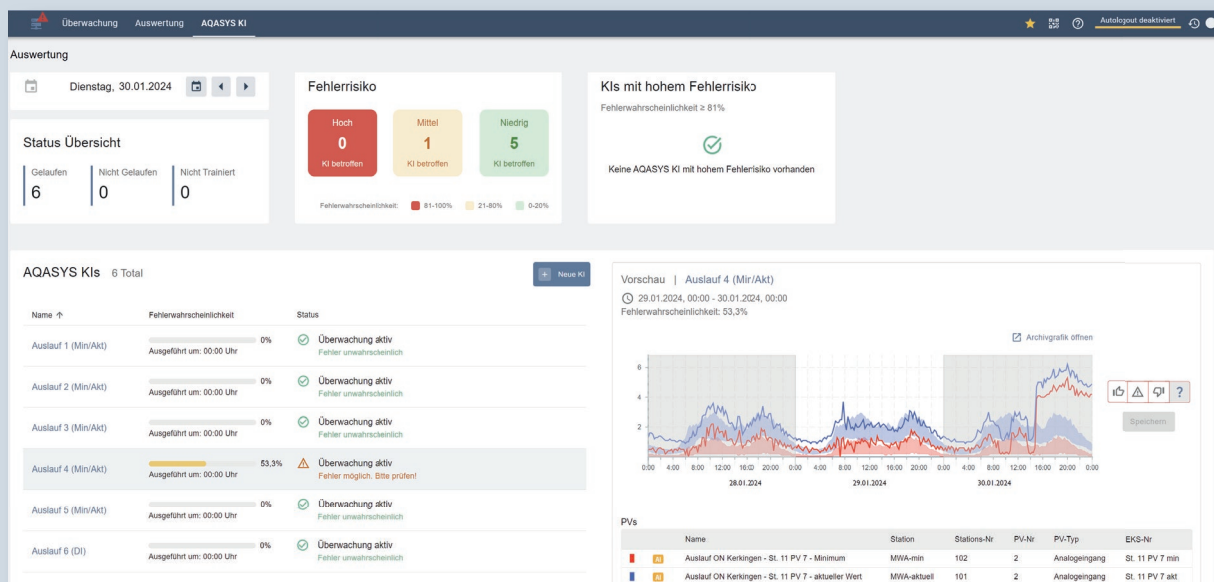 Überwachung Auswertung AQASYS KI Autologout deaktiviert
Auswertung
Dienstag, 30.01.2024
Status Übersicht
Gelaufen Nicht Gelaufen Nicht Trainiert
6 0 0
Fehlerrisiko
Hoch Mittel Niedrig
0 1 5
KI betroffen KI betroffen KI betroffen
Fehlerwahrscheinlichkeit: 81-100% 21-80% 0-20%
KIs mit hohem Fehlerrisiko
Fehlerwahrscheinlichkeit ≥ 81%
Keine AQASYS KI mit hohem Fehlerrisiko vorhanden
AQASYS KIs 6 Total
+ Neue KI
Name ↑ Fehlerwahrscheinlichkeit Status
Auslauf 1 (Min/Akt) 0% Überwachung aktiv
Ausgeführt um: 00:00 Uhr Fehler unwahrscheinlich
Auslauf 2 (Min/Akt) 0% Überwachung aktiv
Ausgeführt um: 00:00 Uhr Fehler unwahrscheinlich
Auslauf 3 (Min/Akt) 0% Überwachung aktiv
Ausgeführt um: 00:00 Uhr Fehler unwahrscheinlich
Auslauf 4 (Min/Akt) 53,3% Überwachung aktiv
Ausgeführt um: 00:00 Uhr Fehler möglich. Bitte prüfen!
Auslauf 5 (Min/Akt) 0% Überwachung aktiv
Ausgeführt um: 00:00 Uhr Fehler unwahrscheinlich
Auslauf 6 (DI) 0% Überwachung aktiv
Ausgeführt um: 00:00 Uhr Fehler unwahrscheinlich
Vorschau | Auslauf 4 (Min/Akt)
29.01.2024, 00:00 - 30.01.2024, 00:00
Fehlerwahrscheinlichkeit: 53,3%
Archivgrafik öffnen
6
4
2
?
Speichern
0:00 4:00 8:00 12:00 16:00 20:00 0:00 4:00 8:00 12:00 16:00 20:00 0:00 4:00 8:00 12:00 16:00 20:00 0:00
28.01.2024 29.01.2024 30.01.2024
PVs
Name Station Stations-Nr PV-Nr PV-Typ EKS-Nr
AI Auslauf ON Kerkingen - St. 11 PV 7 - Minimum MWA-min 102 2 Analogeingang St. 11 PV 7 min
AI Auslauf ON Kerkingen - St. 11 PV 7 - aktueller Wert MWA-aktuell 101 2 Analogeingang St. 11 PV 7 akt